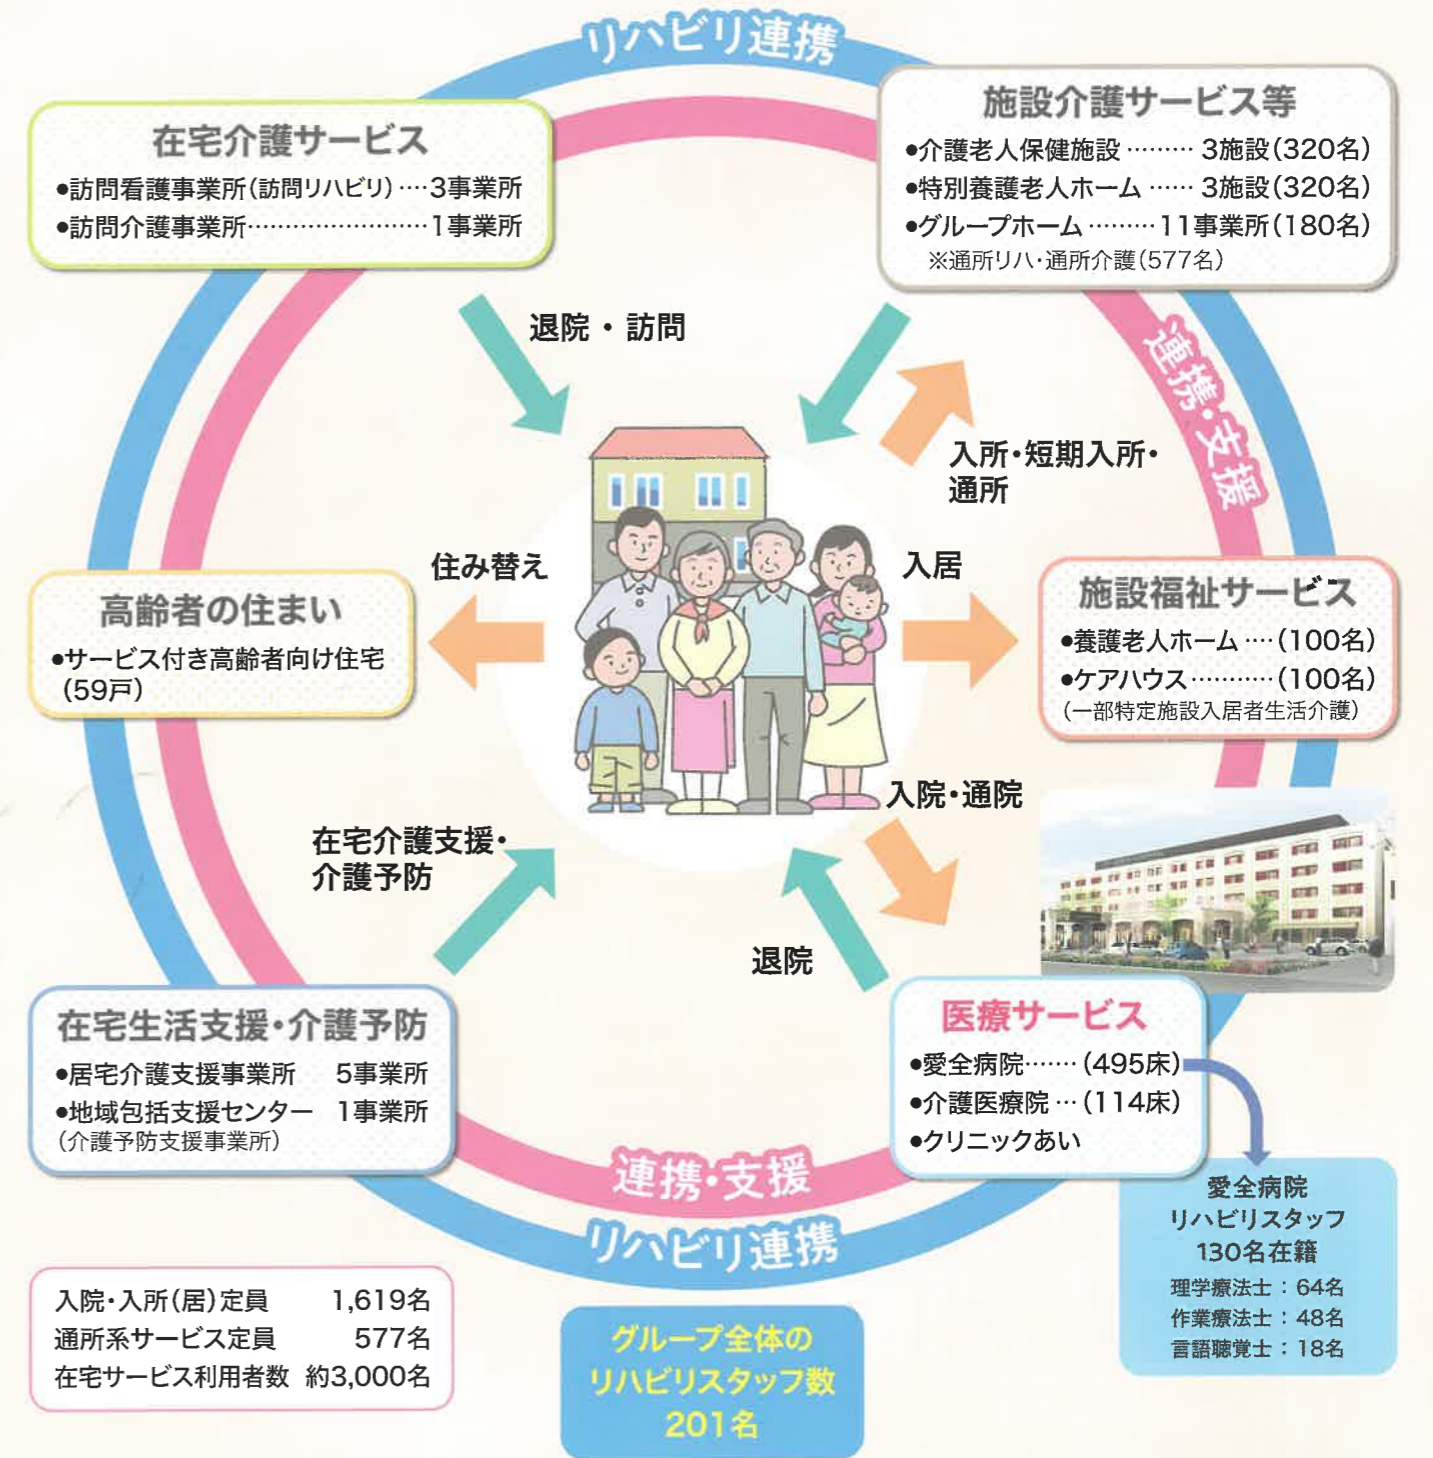 リハビリ連携
在宅介護サービス
●訪問看護事業所(訪問リハビリ)····3事業所
●訪問介護事業所························1事業所
施設介護サービス等
●介護老人保健施設 ········· 3施設(320名)
●特別養護老人ホーム ······ 3施設(320名)
●グループホーム ········· 11事業所(180名)
※通所リハ・通所介護(577名)
連携・支援
退院・訪問
入所・短期入所・
通所
住み替え
入居
高齢者の住まい
●サービス付き高齢者向け住宅
(59戸)
施設福祉サービス
●養護老人ホーム ····(100名)
●ケアハウス···········(100名)
(一部特定施設入居者生活介護)
入院・通院
在宅介護支援・
介護予防
退院
在宅生活支援・介護予防
●居宅介護支援事業所 5事業所
●地域包括支援センター 1事業所
(介護予防支援事業所)
医療サービス
●愛全病院·······(495床)
●介護医療院 ···(114床)
●クリニックあい
連携・支援
リハビリ連携
愛全病院
リハビリスタッフ
130名在籍
理学療法士：64名
作業療法士：48名
言語聴覚士：18名
入院・入所(居)定員 1,619名
通所系サービス定員 577名
在宅サービス利用者数 約3,000名
グループ全体の
リハビリスタッフ数
201名